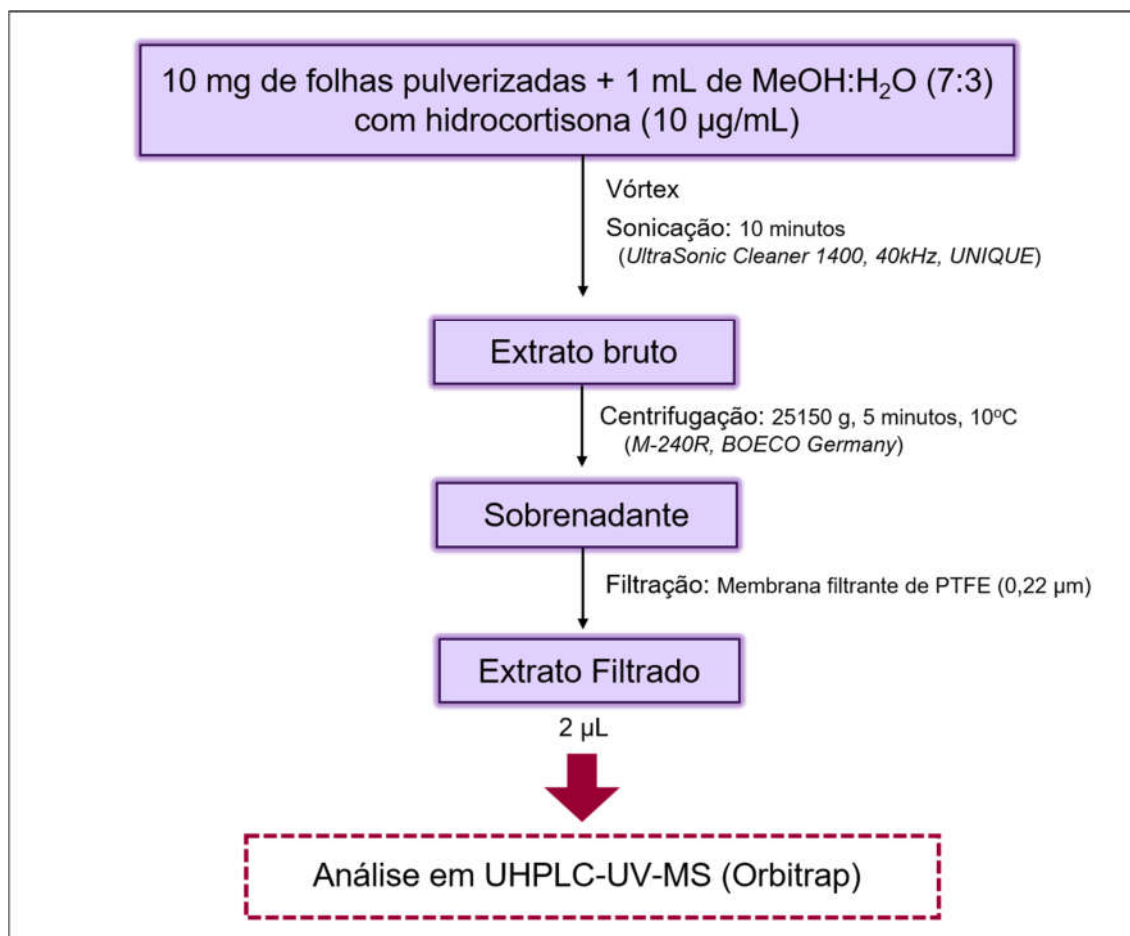 10 mg de folhas pulverizadas + 1 mL de MeOH:H₂O (7:3)
com hidrocortisona (10 µg/mL)
Vórtex
Sonicação: 10 minutos
(UltraSonic Cleaner 1400, 40kHz, UNIQUE)
Extrato bruto
Centrifugação: 25150 g, 5 minutos, 10ºC
(M-240R, BOECO Germany)
Sobrenadante
Filtração: Membrana filtrante de PTFE (0,22 µm)
Extrato Filtrado
2 µL
Análise em UHPLC-UV-MS (Orbitrap)